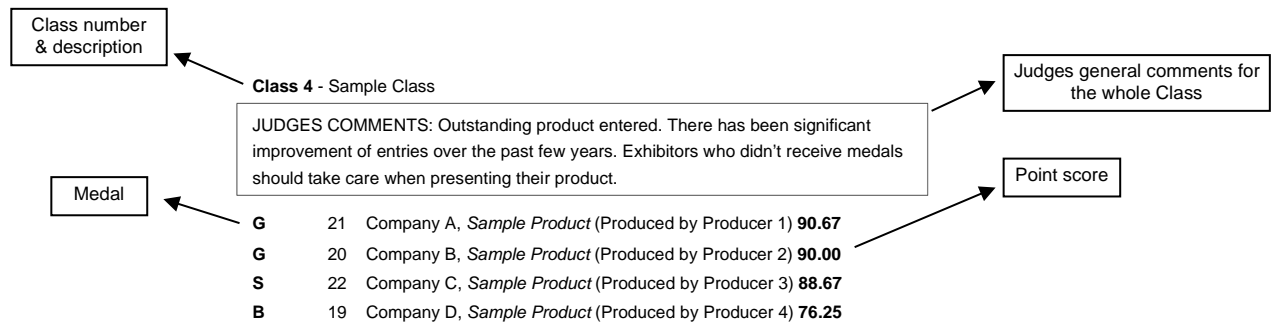 Class number
& description
Class 4 - Sample Class
Judges general comments for
the whole Class
JUDGES COMMENTS: Outstanding product entered. There has been significant
improvement of entries over the past few years. Exhibitors who didn’t receive medals
should take care when presenting their product.
Medal
Point score
G 21 Company A, Sample Product (Produced by Producer 1) 90.67
G 20 Company B, Sample Product (Produced by Producer 2) 90.00
S 22 Company C, Sample Product (Produced by Producer 3) 88.67
B 19 Company D, Sample Product (Produced by Producer 4) 76.25